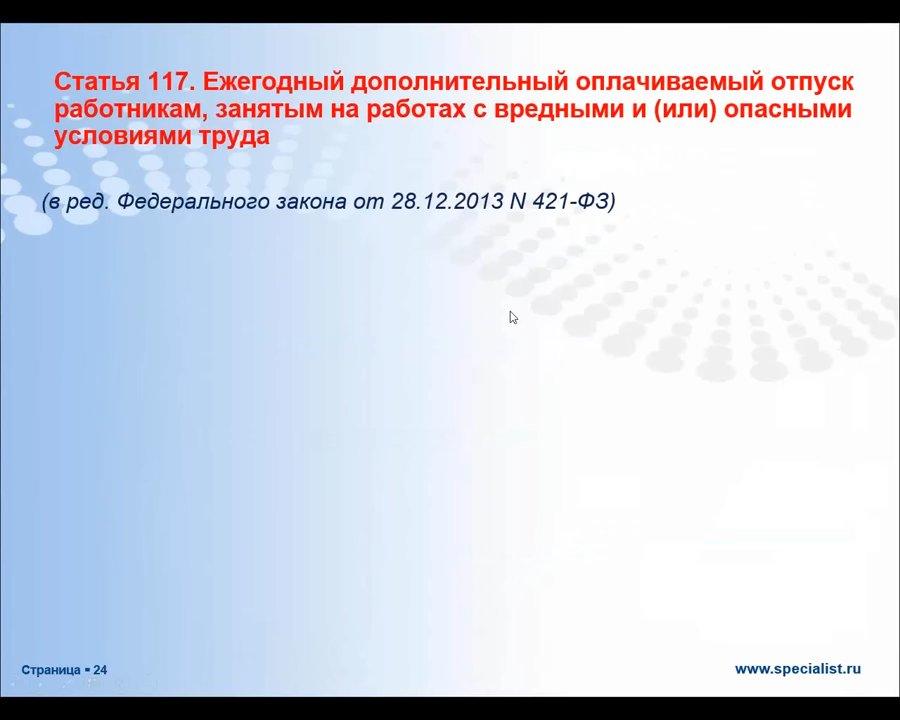 Статья 117. Ежегодный дополнительный оплачиваемый отпуск
работникам, занятым на работах с вредными и (или) опасными
условиями труда
(в ред. Федерального закона от 28.12.2013 N 421-ФЗ)
Страница ▪ 24
www.specialist.ru